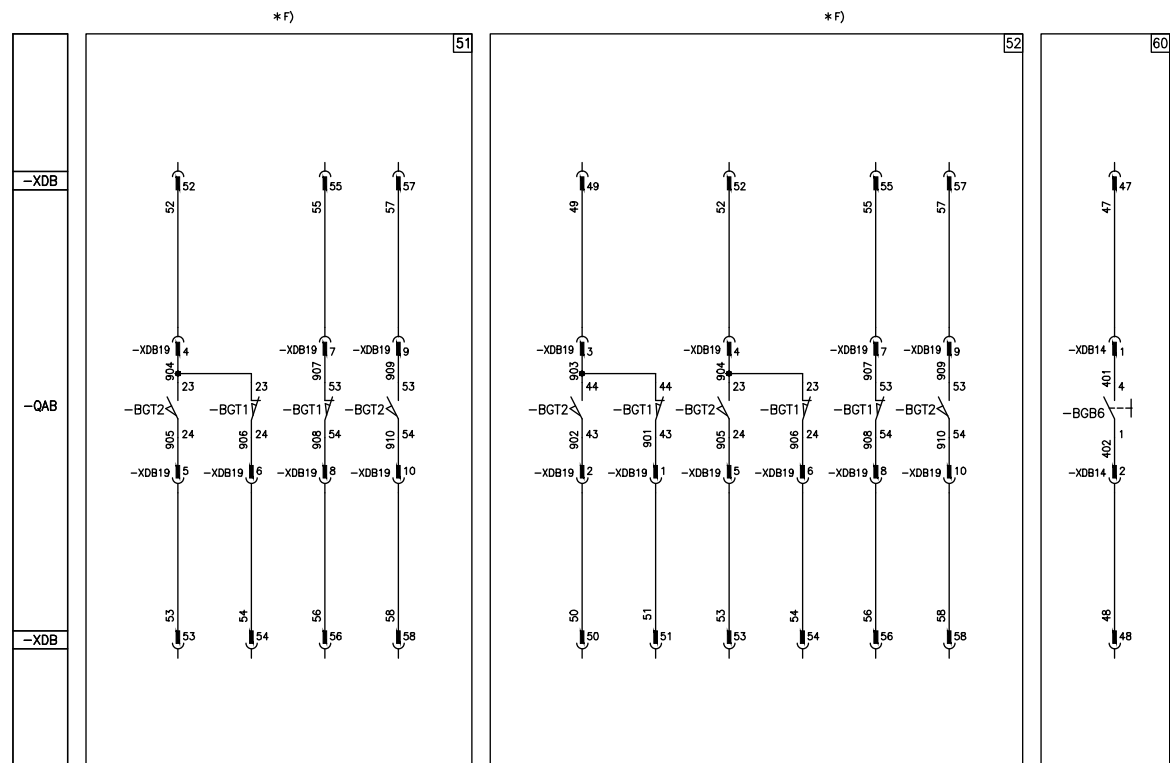 *F) *F)
51 52 60
-XDB 52 55 57 49 52 55 57 47
52 55 57 49 52 55 57 47
-XDB19 4 -XDB19 7 -XDB19 9 -XDB19 3 -XDB19 4 -XDB19 7 -XDB19 9 -XDB14 1
904 907 909 903 904 907 909 401
23 23 53 53 44 44 23 23 53 53 4
-QAB -BGT2 -BGT1 -BGT1 -BGT2 -BGT2 -BGT1 -BGT2 -BGT1 -BGT1 -BGT2 -BGB6
905 24 906 24 908 54 910 54 902 43 901 43 905 24 906 24 908 54 910 54 402 1
-XDB19 5 -XDB19 6 -XDB19 8 -XDB19 10 -XDB19 2 -XDB19 1 -XDB19 5 -XDB19 6 -XDB19 8 -XDB19 10 -XDB14 2
53 54 56 58 50 51 53 54 56 58 48
-XDB 53 54 56 58 50 51 53 54 56 58 48